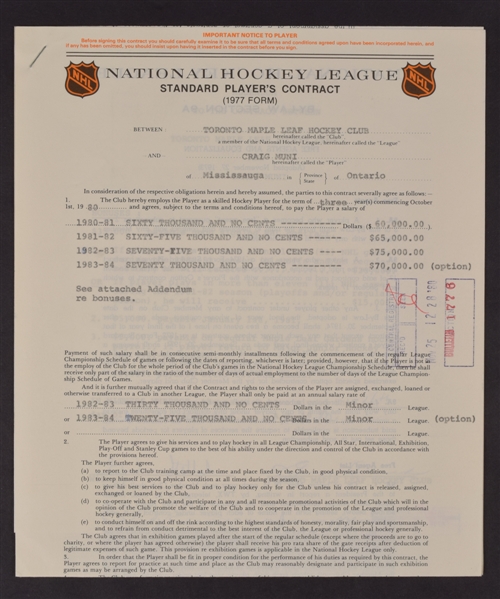 IMPORTANT NOTICE TO PLAYER
Before signing this contract you should carefully examine it to be sure that all terms and conditions agreed upon have been incorporated herein, and
if any has been omitted, you should insist upon having it inserted in the contract before you sign.
NHL
NATIONAL HOCKEY LEAGUE
NHL
STANDARD PLAYER'S CONTRACT
(1977 FORM)
BETWEEN TORONTO MAPLE LEAF HOCKEY CLUB
hereinafter called the "Club",
a member of the National Hockey League, hereinafter called the "League"
AND CRAIG MUNI
hereinafter called the "Player"
of Mississauga in { Province State } of Ontario
In consideration of the respective obligations herein and hereby assumed, the parties to this contract severally agree as follows:—
1. The Club hereby employs the Player as a skilled Hockey Player for the term of three year(s) commencing October
1st, 19 80 and agrees, subject to the terms and conditions hereof, to pay the Player a salary of
1980-81 SIXTY THOUSAND AND NO CENTS ------------ Dollars ($ 60,000.00 )
1981-82 SIXTY-FIVE THOUSAND AND NO CENTS ------- $65,000.00
1982-83 SEVENTY-FIVE THOUSAND AND NO CENTS ----- $75,000.00
1983-84 SEVENTY THOUSAND AND NO CENTS ---------- $70,000.00 (option)
See attached Addendum
re bonuses.
Payment of such salary shall be in consecutive semi-monthly installments following the commencement of the regular League
Championship Schedule of games or following the dates of reporting, whichever is later; provided, however, that if the Player is not in
the employ of the Club for the whole period of the Club's games in the National Hockey League Championship Schedule, then he shall
receive only part of the salary in the ratio of the number of days of actual employment to the number of days of the League Champion-
ship Schedule of Games.
And it is further mutually agreed that if the Contract and rights to the services of the Player are assigned, exchanged, loaned or
otherwise transferred to a Club in another League, the Player shall only be paid at an annual salary rate of
1982-83 THIRTY THOUSAND AND NO CENTS Dollars in the Minor League.
or 1983-84 TWENTY-FIVE THOUSAND AND NO CENTS Dollars in the Minor League. (option)
or Dollars in the League.
2. The Player agrees to give his services and to play hockey in all League Championship, All Star, International, Exhibition,
Play-Off and Stanley Cup games to the best of his ability under the direction and control of the Club in accordance with
the provisions hereof.
The Player further agrees,
(a) to report to the Club training camp at the time and place fixed by the Club, in good physical condition,
(b) to keep himself in good physical condition at all times during the season,
(c) to give his best services to the Club and to play hockey only for the Club unless his contract is released, assigned,
exchanged or loaned by the Club,
(d) to co-operate with the Club and participate in any and all reasonable promotional activities of the Club which will in the
opinion of the Club promote the welfare of the Club and to cooperate in the promotion of the League and professional
hockey generally,
(e) to conduct himself on and off the rink according to the highest standards of honesty, morality, fair play and sportsmanship,
and to refrain from conduct detrimental to the best interest of the Club, the League or professional hockey generally.
The Club agrees that in exhibition games played after the start of the regular schedule (except where the proceeds are to go to
charity, or where the player has agreed otherwise) the player shall receive his pro rata share of the gate receipts after deduction of
legitimate expenses of such game. This provision re exhibition games is applicable in the National Hockey League only.
3. In order that the Player shall be fit in proper condition for the performance of his duties as required by this contract, the
Player agrees to report for practice at such time and place as the Club may reasonably designate and participate in such exhibition
games as may be arranged by the Club.